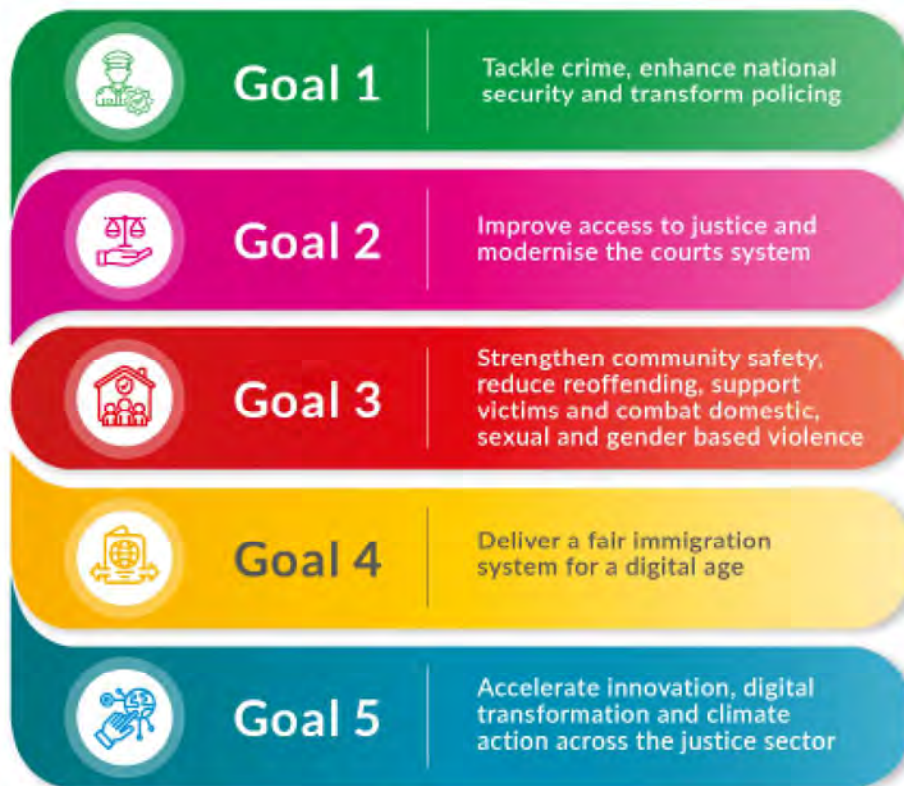 Goal 1
Tackle crime, enhance national
security and transform policing
Goal 2
Improve access to justice and
modernise the courts system
Goal 3
Strengthen community safety,
reduce reoffending, support
victims and combat domestic,
sexual and gender based violence
Goal 4
Deliver a fair immigration
system for a digital age
Goal 5
Accelerate innovation, digital
transformation and climate
action across the justice sector